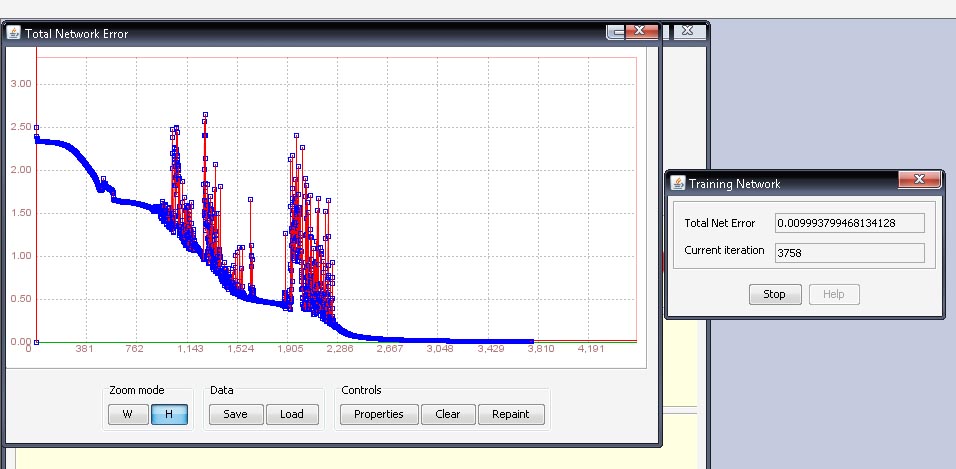 Total Network Error
3.00
2.50
2.00
1.50
1.00
0.50
0.00
0 381 762 1,143 1,524 1,905 2,286 2,667 3,048 3,429 3,810 4,191
Zoom mode Data Controls
W H Save Load Properties Clear Repaint
Training Network
Total Net Error 0.009993799468134128
Current iteration 3758
Stop Help